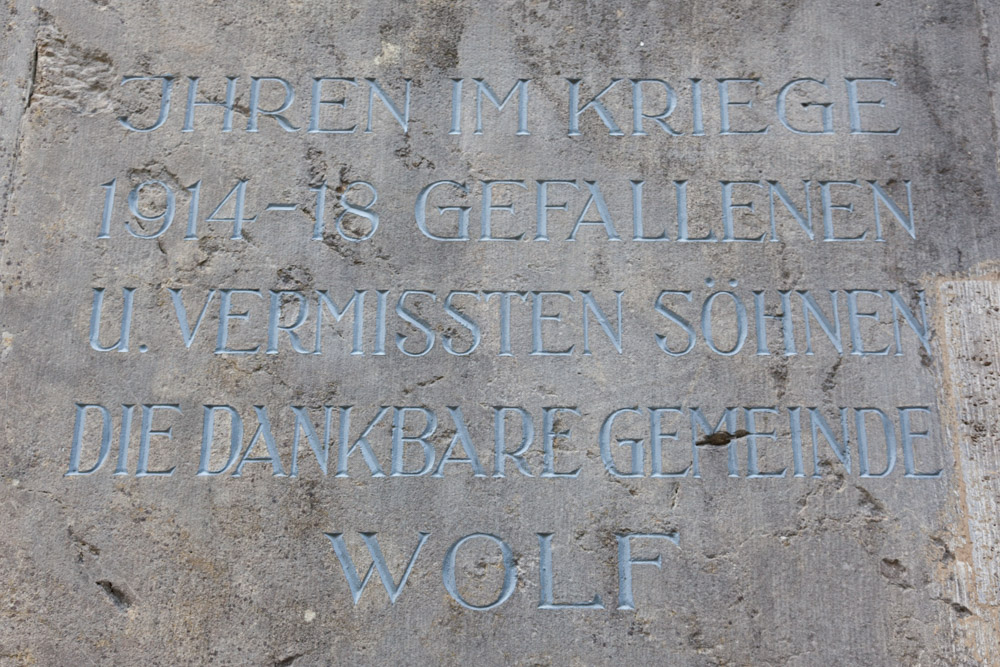 JHREN IM KRIEGE
1914-18 GEFALLENEN
U. VERMISSTEN SÖHNEN
DIE DANKBARE GEMEINDE
WOLF